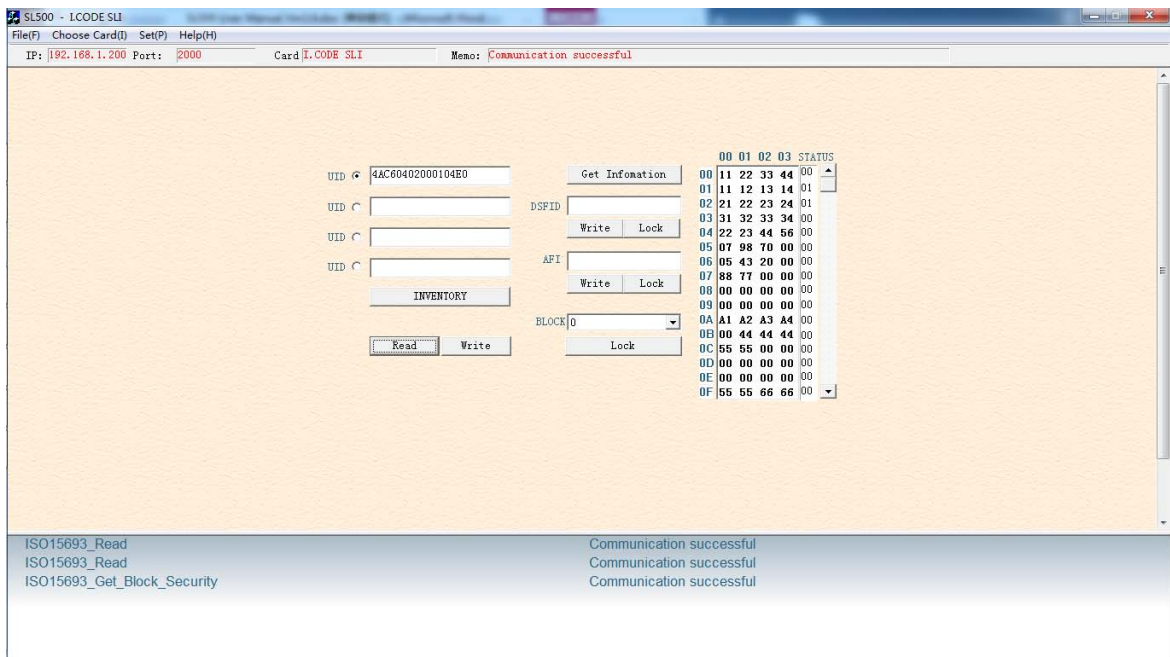 SL500 - I.CODE SLI
File(F) Choose Card(I) Set(P) Help(H)
IP: 192.168.1.200 Port: 2000 Card I.CODE SLI Memo: Communication successful
00 01 02 03 STATUS
UID 4AC60402000104E0 Get Infomation 00 11 22 33 44 00
01 11 12 13 14 01
UID DSFID 02 21 22 23 24 01
03 31 32 33 34 00
Write Lock 04 22 23 44 56 00
UID 05 07 98 70 00 00
AFI 06 05 43 20 00 00
UID 07 88 77 00 00 00
Write Lock 08 00 00 00 00 00
INVENTORY 09 00 00 00 00 00
BLOCK 0 0A A1 A2 A3 A4 00
0B 00 44 44 44 00
Read Write Lock 0C 55 55 00 00 00
0D 00 00 00 00 00
0E 00 00 00 00 00
0F 55 55 66 66 00
ISO15693_Read Communication successful
ISO15693_Read Communication successful
ISO15693_Get_Block_Security Communication successful